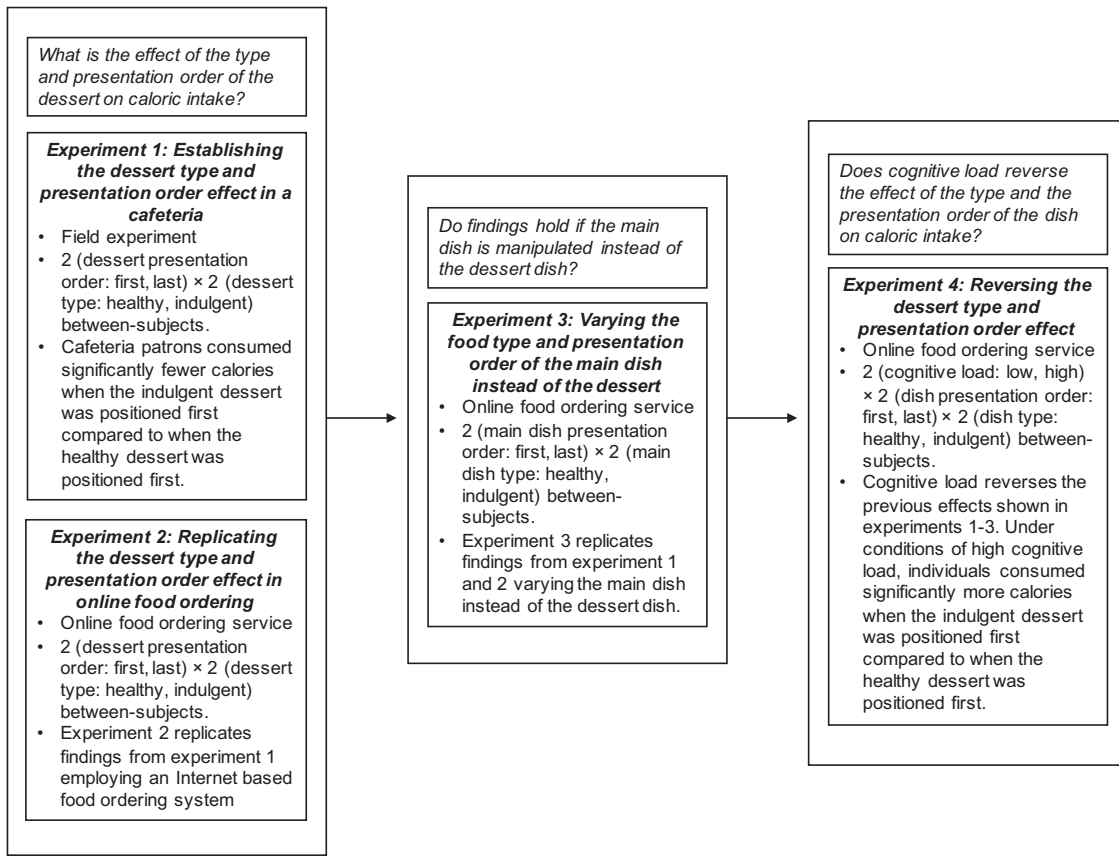 What is the effect of the type
and presentation order of the
dessert on caloric intake?
Experiment 1: Establishing
the dessert type and
presentation order effect in a
cafeteria
• Field experiment
• 2 (dessert presentation
order: first, last) × 2 (dessert
type: healthy, indulgent)
between-subjects.
• Cafeteria patrons consumed
significantly fewer calories
when the indulgent dessert
was positioned first
compared to when the
healthy dessert was
positioned first.
Experiment 2: Replicating
the dessert type and
presentation order effect in
online food ordering
• Online food ordering service
• 2 (dessert presentation
order: first, last) × 2 (dessert
type: healthy, indulgent)
between-subjects.
• Experiment 2 replicates
findings from experiment 1
employing an Internet based
food ordering system
Do findings hold if the main
dish is manipulated instead of
the dessert dish?
Experiment 3: Varying the
food type and presentation
order of the main dish
instead of the dessert
• Online food ordering service
• 2 (main dish presentation
order: first, last) × 2 (main
dish type: healthy,
indulgent) between-
subjects.
• Experiment 3 replicates
findings from experiment 1
and 2 varying the main dish
instead of the dessert dish.
Does cognitive load reverse
the effect of the type and the
presentation order of the dish
on caloric intake?
Experiment 4: Reversing the
dessert type and
presentation order effect
• Online food ordering service
• 2 (cognitive load: low, high)
× 2 (dish presentation order:
first, last) × 2 (dish type:
healthy, indulgent) between-
subjects.
• Cognitive load reverses the
previous effects shown in
experiments 1-3. Under
conditions of high cognitive
load, individuals consumed
significantly more calories
when the indulgent dessert
was positioned first
compared to when the
healthy dessert was
positioned first.